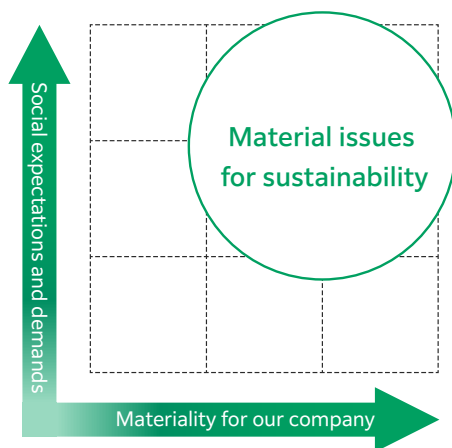 Social expectations and demands
Material issues
for sustainability
Materiality for our company